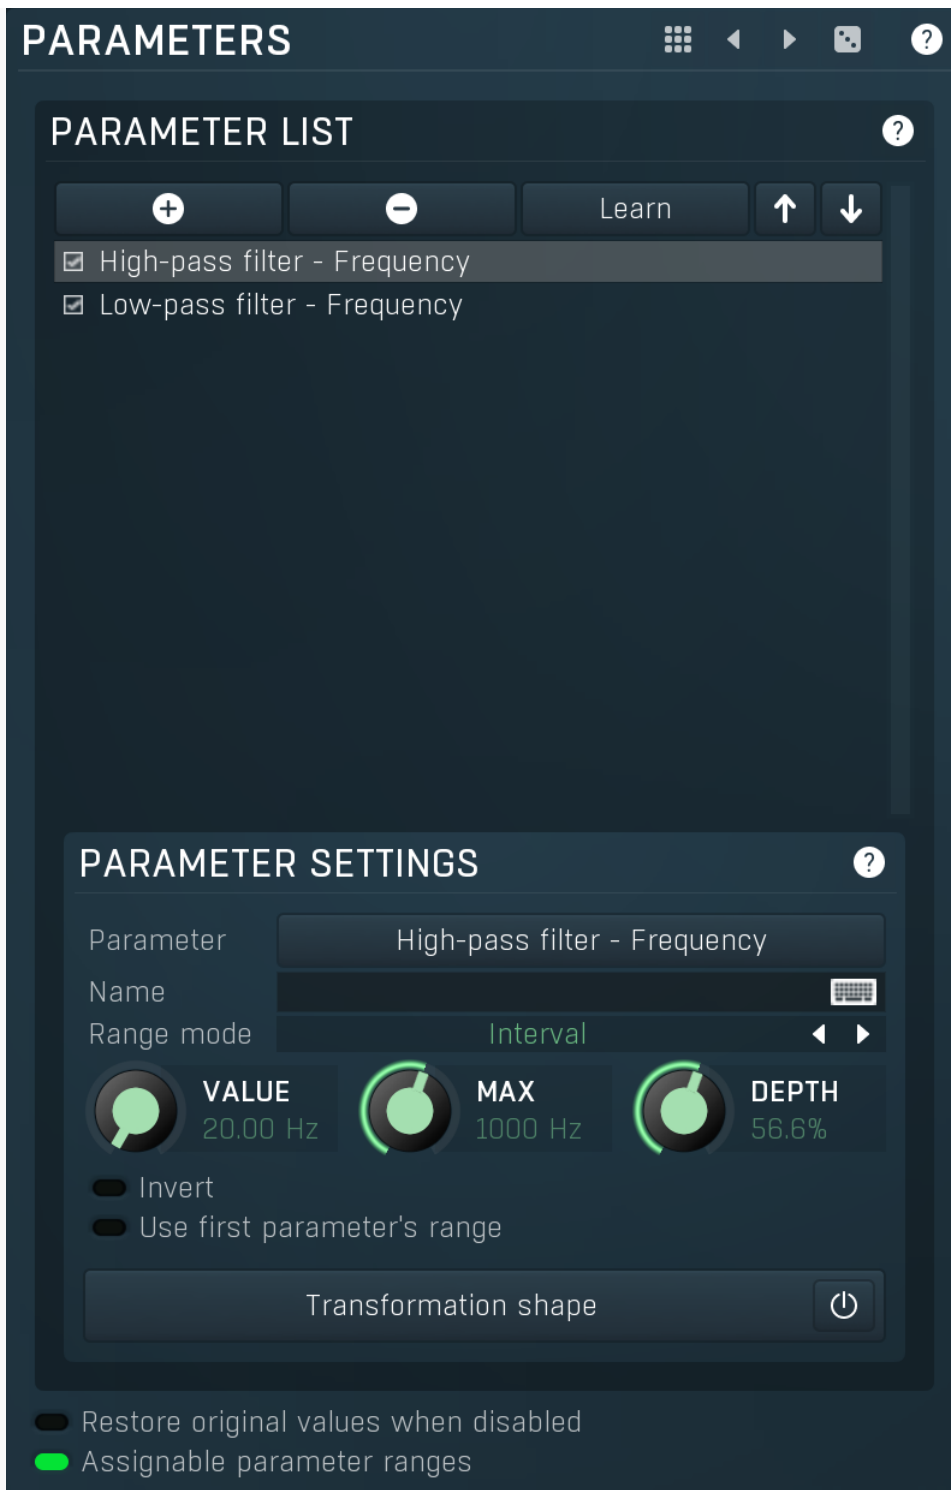 PARAMETERS
?
PARAMETER LIST
?
Learn
High-pass filter - Frequency
Low-pass filter - Frequency
PARAMETER SETTINGS
?
Parameter High-pass filter - Frequency
Name
Range mode Interval
VALUE MAX DEPTH
20.00 Hz 1000 Hz 56.6%
Invert
Use first parameter's range
Transformation shape
Restore original values when disabled
Assignable parameter ranges